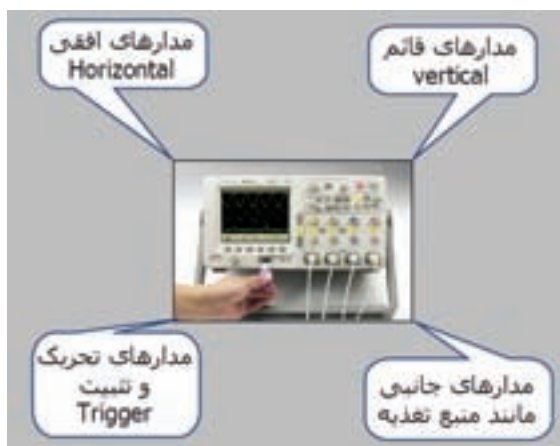 مدارهای قائم
vertical
مدارهای افقی
Horizontal
مدارهای جانبی
مانند منبع تغذیه
مدارهای تحریک
و تثبیت
Trigger